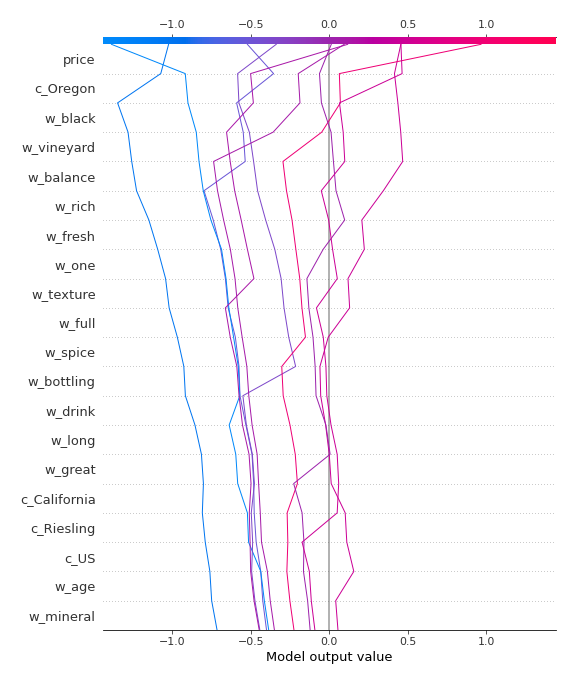 −1.0 −0.5 0.0 0.5 1.0
price
c_Oregon
w_black
w_vineyard
w_balance
w_rich
w_fresh
w_one
w_texture
w_full
w_spice
w_bottling
w_drink
w_long
w_great
c_California
c_Riesling
c_US
w_age
w_mineral
−1.0 −0.5 0.0 0.5 1.0
Model output value